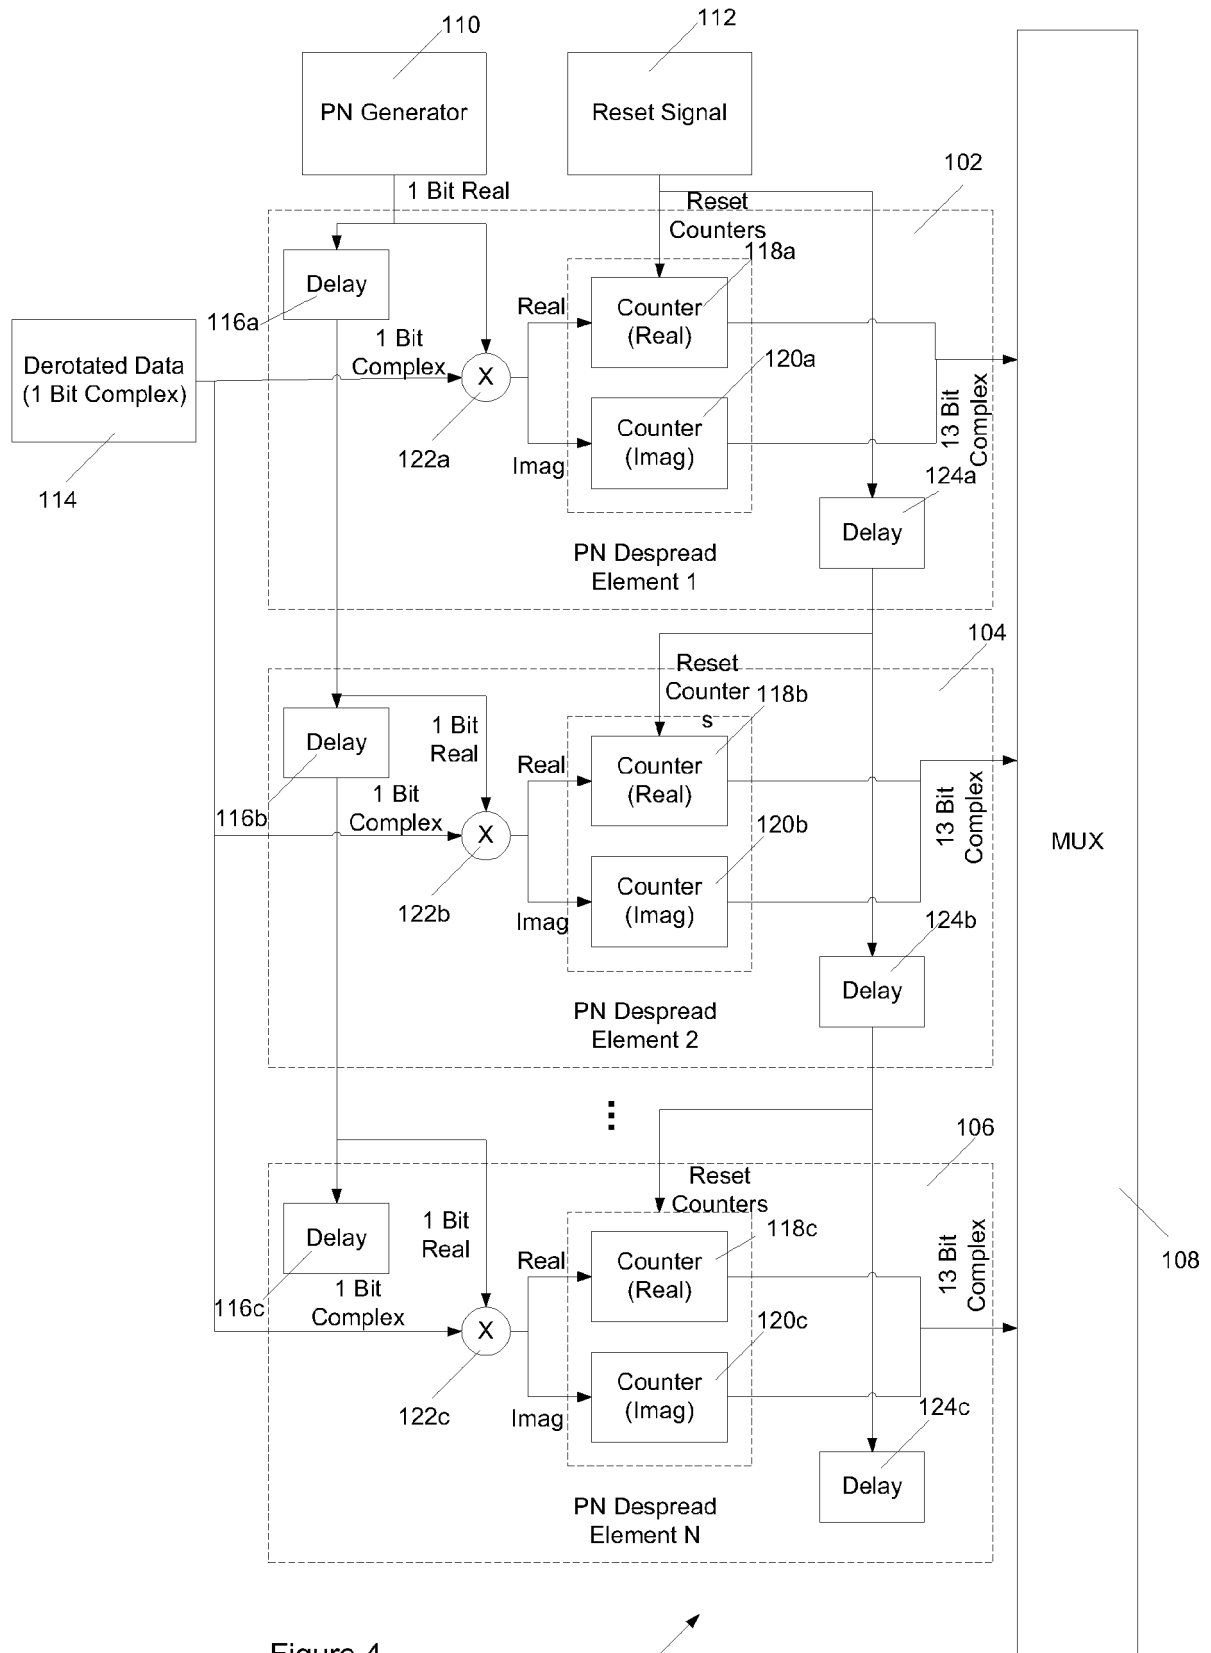 110
112
PN Generator
Reset Signal
102
1 Bit Real
Reset
Counters
118a
Delay
Counter
(Real)
Real
116a
1 Bit
Complex
120a
Derotated Data
(1 Bit Complex)
X
13 Bit
Complex
Counter
(Imag)
122a
Imag
114
124a
Delay
PN Despread
Element 1
104
Reset
Counter
s
118b
1 Bit
Real
Delay
Real
Counter
(Real)
1 Bit
Complex
116b
X
120b
13 Bit
Complex
MUX
Counter
(Imag)
122b
Imag
124b
Delay
PN Despread
Element 2
...
106
Reset
Counters
1 Bit
Real
118c
Delay
Real
Counter
(Real)
13 Bit
Complex
108
116c
1 Bit
Complex
X
120c
Counter
(Imag)
122c
Imag
124c
Delay
PN Despread
Element N
Figure 4